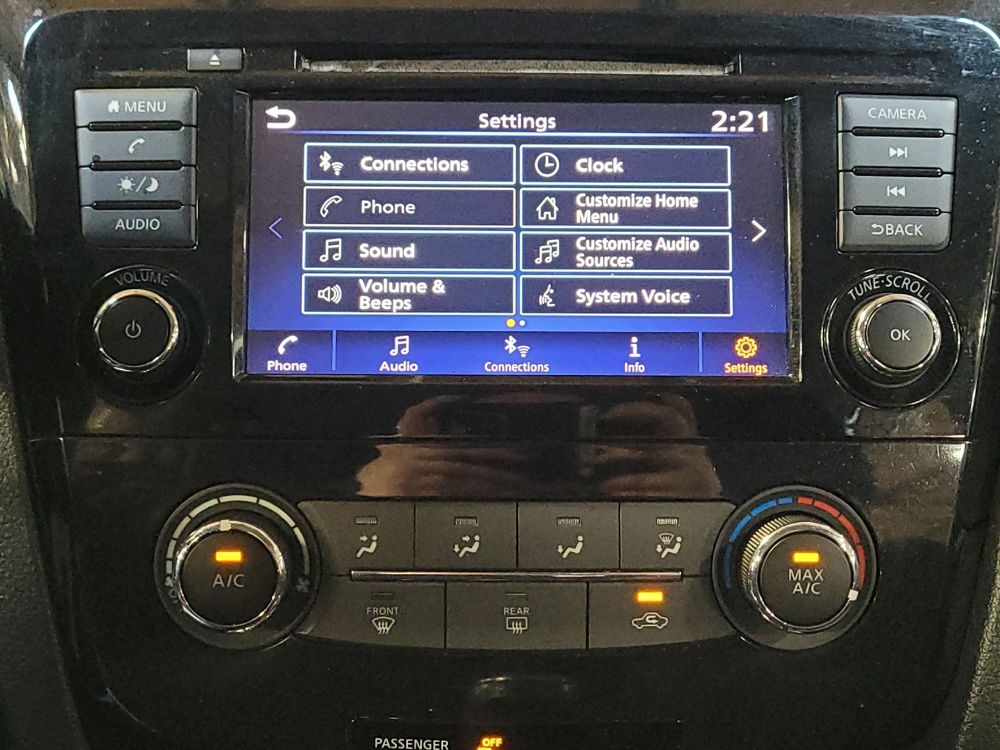 MENU
AUDIO
VOLUME
Settings
2:21
Connections
Clock
Phone
Customize Home
Menu
Sound
Customize Audio
Sources
Volume &
Beeps
System Voice
Phone
Audio
Connections
i
Info
Settings
CAMERA
BACK
TUNE·SCROLL
OK
A/C
FRONT
REAR
MAX
A/C
PASSENGER
OFF